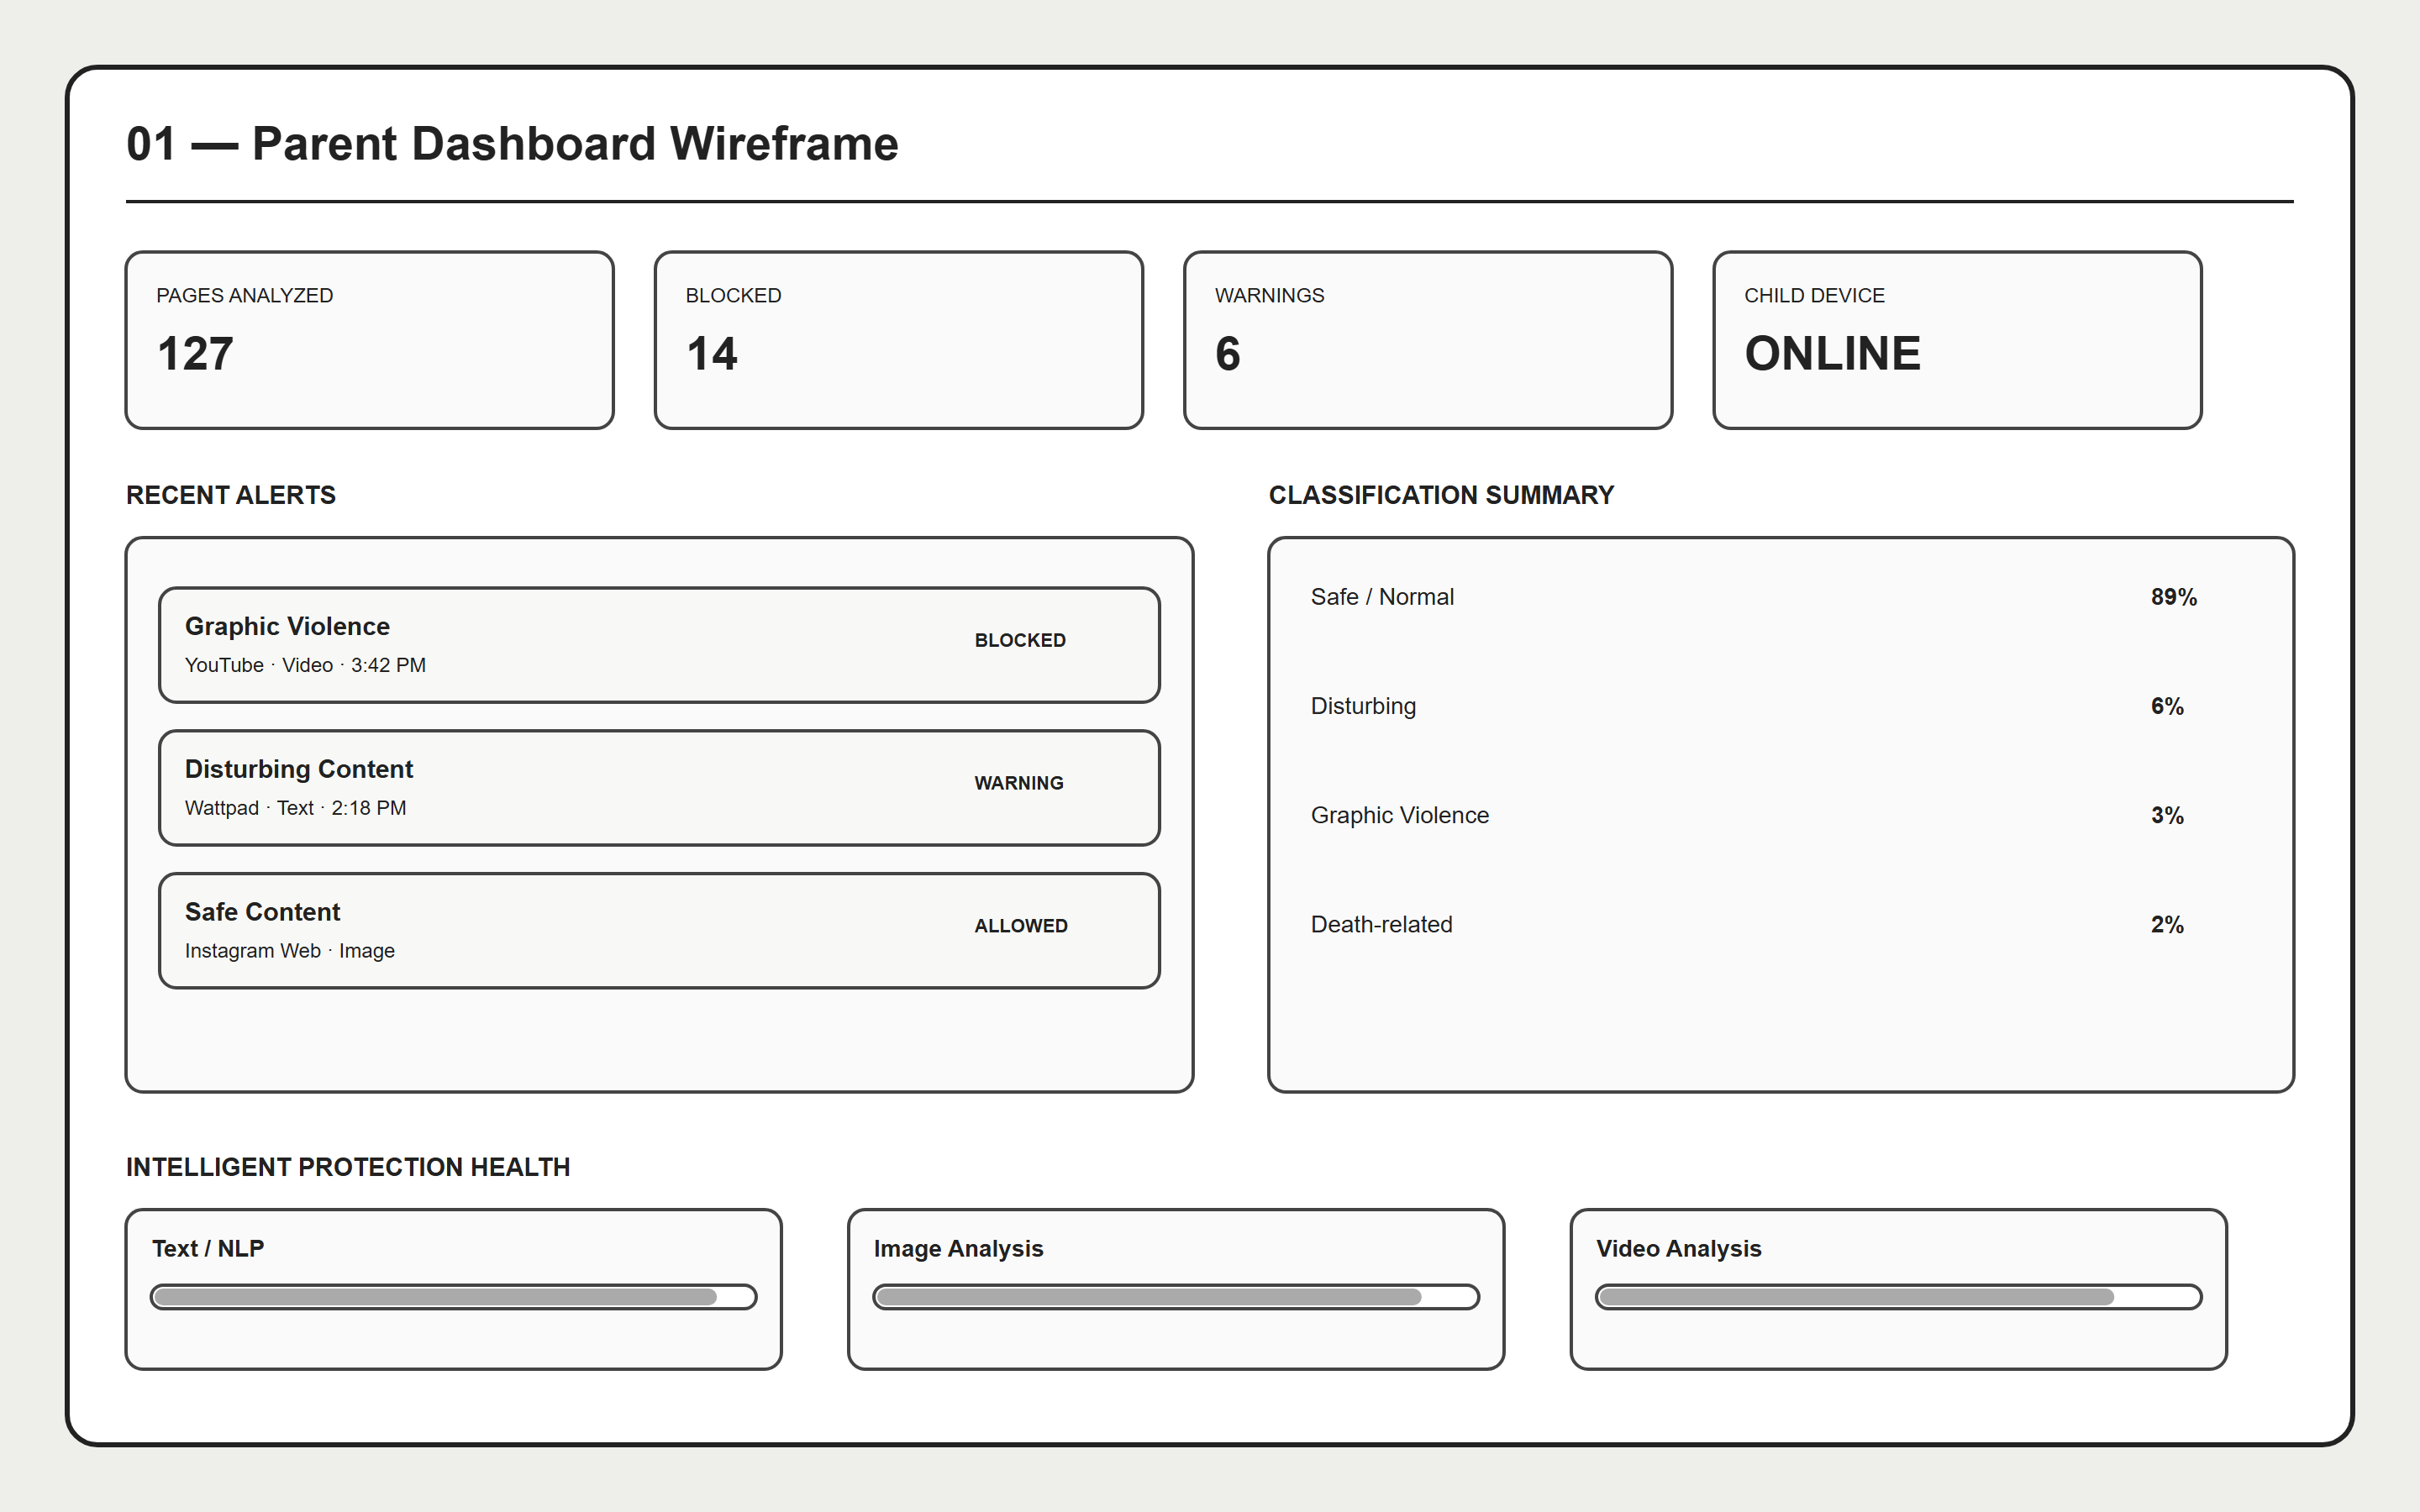 01 — Parent Dashboard Wireframe
PAGES ANALYZED
127
BLOCKED
14
WARNINGS
6
CHILD DEVICE
ONLINE
RECENT ALERTS
Graphic Violence
YouTube · Video · 3:42 PM
BLOCKED
Disturbing Content
Wattpad · Text · 2:18 PM
WARNING
Safe Content
Instagram Web · Image
ALLOWED
CLASSIFICATION SUMMARY
Safe / Normal 89%
Disturbing 6%
Graphic Violence 3%
Death-related 2%
INTELLIGENT PROTECTION HEALTH
Text / NLP
Image Analysis
Video Analysis